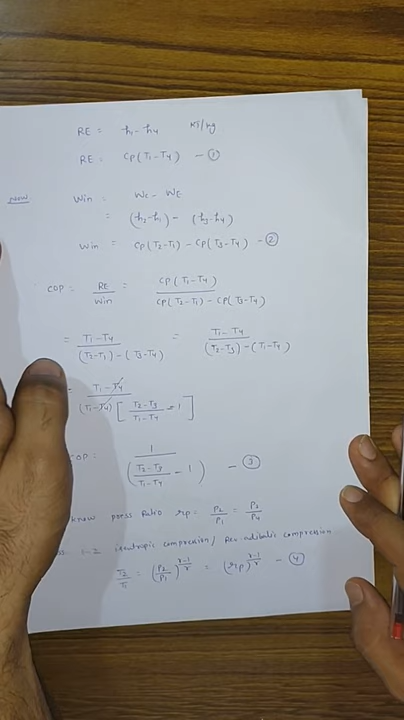 RE = h₁-h₄ KJ/kg
RE = Cp(T₁-T₄) — ①
Now Win = Wc - WE
= (h₂-h₁) - (h₃-h₄)
Win = Cp(T₂-T₁) - Cp(T₃-T₄) — ②
COP = RE/Win = Cp(T₁-T₄) / Cp(T₂-T₁) - Cp(T₃-T₄)
= T₁-T₄ / (T₂-T₁) - (T₃-T₄) = T₁-T₄ / (T₂-T₃) - (T₁-T₄)
= T₁-T₄ / (T₁-T₄) [T₂-T₃ / T₁-T₄ - 1]
COP = 1 / (T₂-T₃ / T₁-T₄ - 1) — ③
know press Ratio rp = P₂/P₁ = P₃/P₄
1-2 isentropic compression /
T₂/T₁ = (P₂/P₁)^(γ-1/γ) = (rp)^(γ-1/γ) — ④